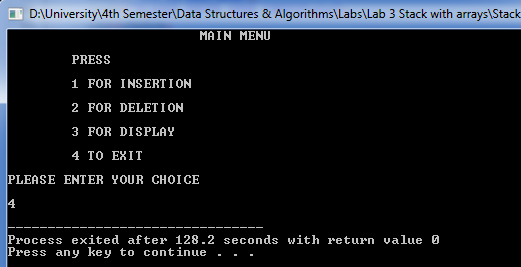 D:\University\4th Semester\Data Structures & Algorithms\Labs\Lab 3 Stack with arrays\Stack
MAIN MENU
PRESS
1 FOR INSERTION
2 FOR DELETION
3 FOR DISPLAY
4 TO EXIT
PLEASE ENTER YOUR CHOICE
4
--------------------------------
Process exited after 128.2 seconds with return value 0
Press any key to continue . . .